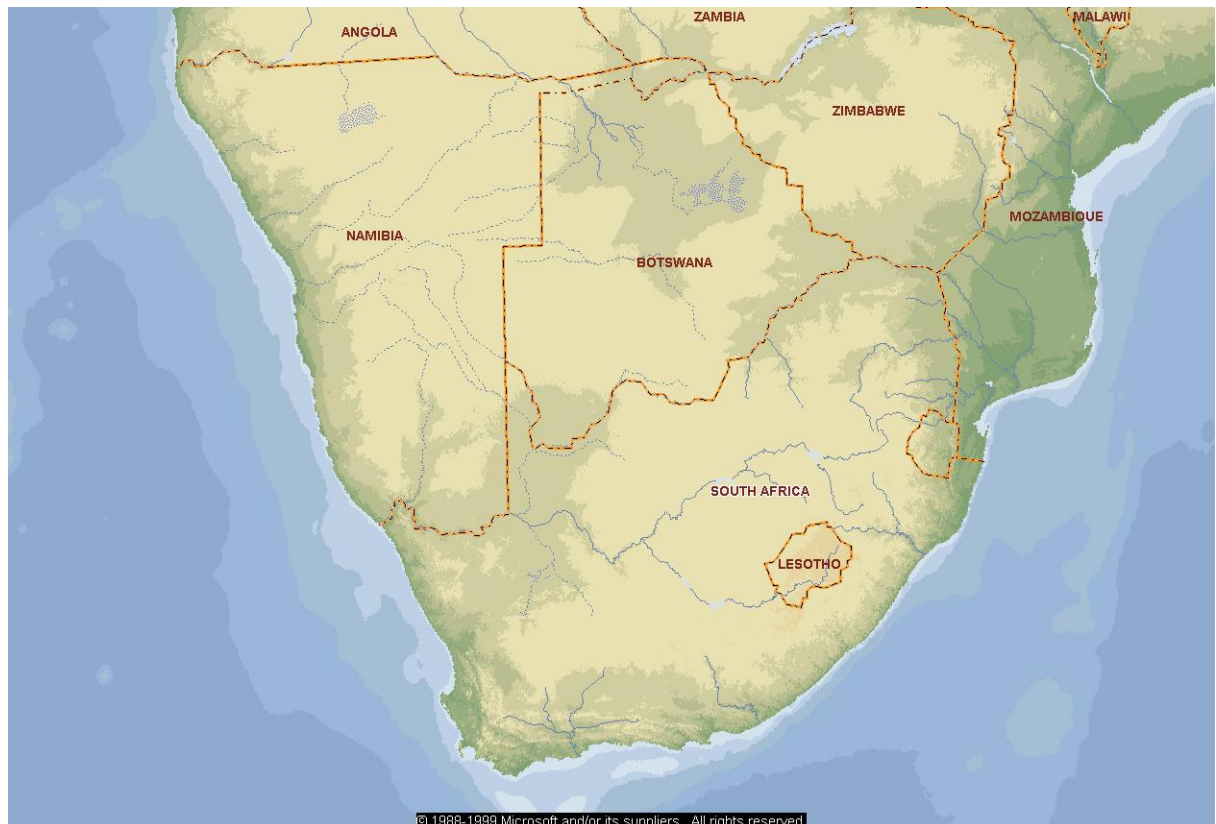 ZAMBIA
MALAWI
ANGOLA
ZIMBABWE
MOZAMBIQUE
NAMIBIA
BOTSWANA
SOUTH AFRICA
LESOTHO
© 1988-1999 Microsoft and/or its suppliers. All rights reserved.